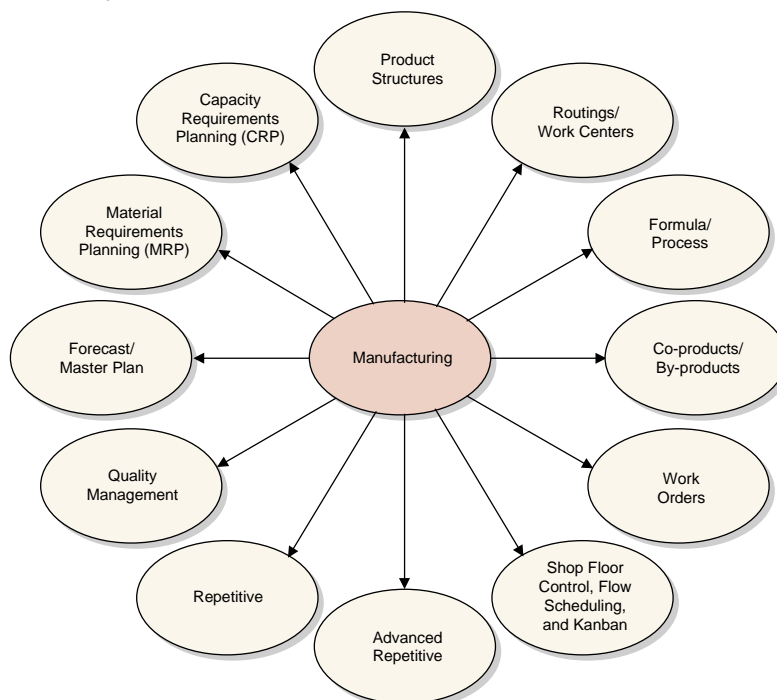 Product
Structures
Routings/
Work Centers
Formula/
Process
Co-products/
By-products
Work
Orders
Shop Floor
Control, Flow
Scheduling,
and Kanban
Advanced
Repetitive
Repetitive
Quality
Management
Forecast/
Master Plan
Material
Requirements
Planning (MRP)
Capacity
Requirements
Planning (CRP)
Manufacturing